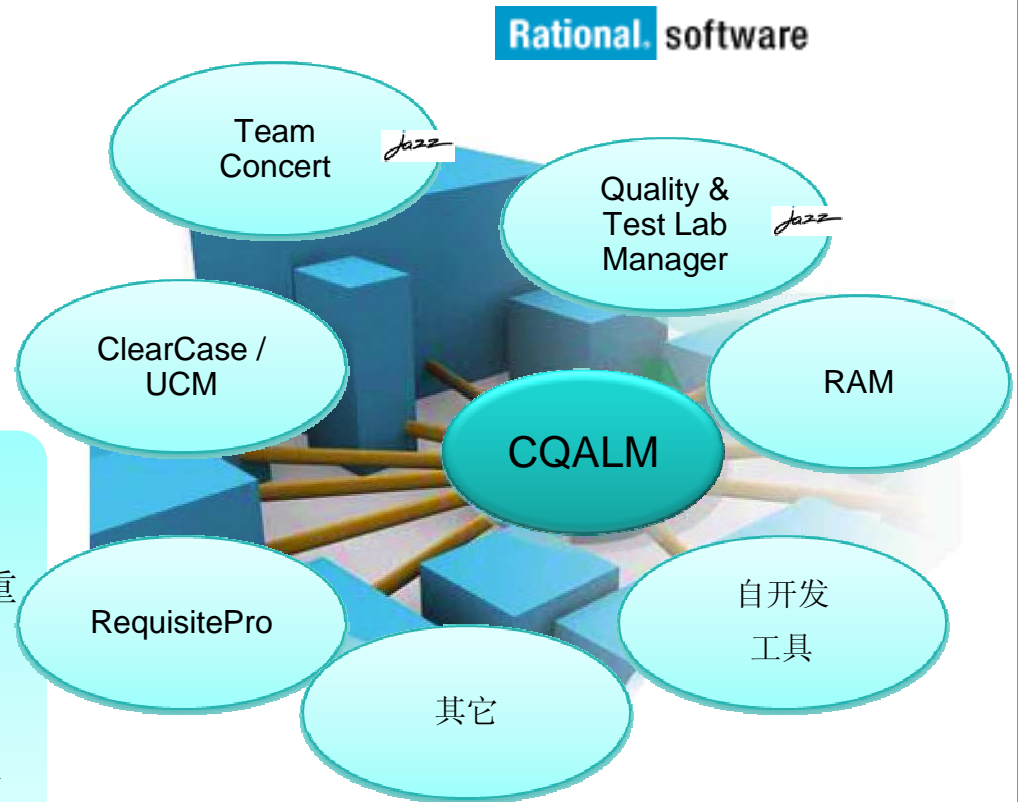 Rational. software
Team
Concert
jazz
Quality &
Test Lab
Manager
jazz
ClearCase /
UCM
RAM
CQALM
重
RequisitePro
自开发
工具
其它